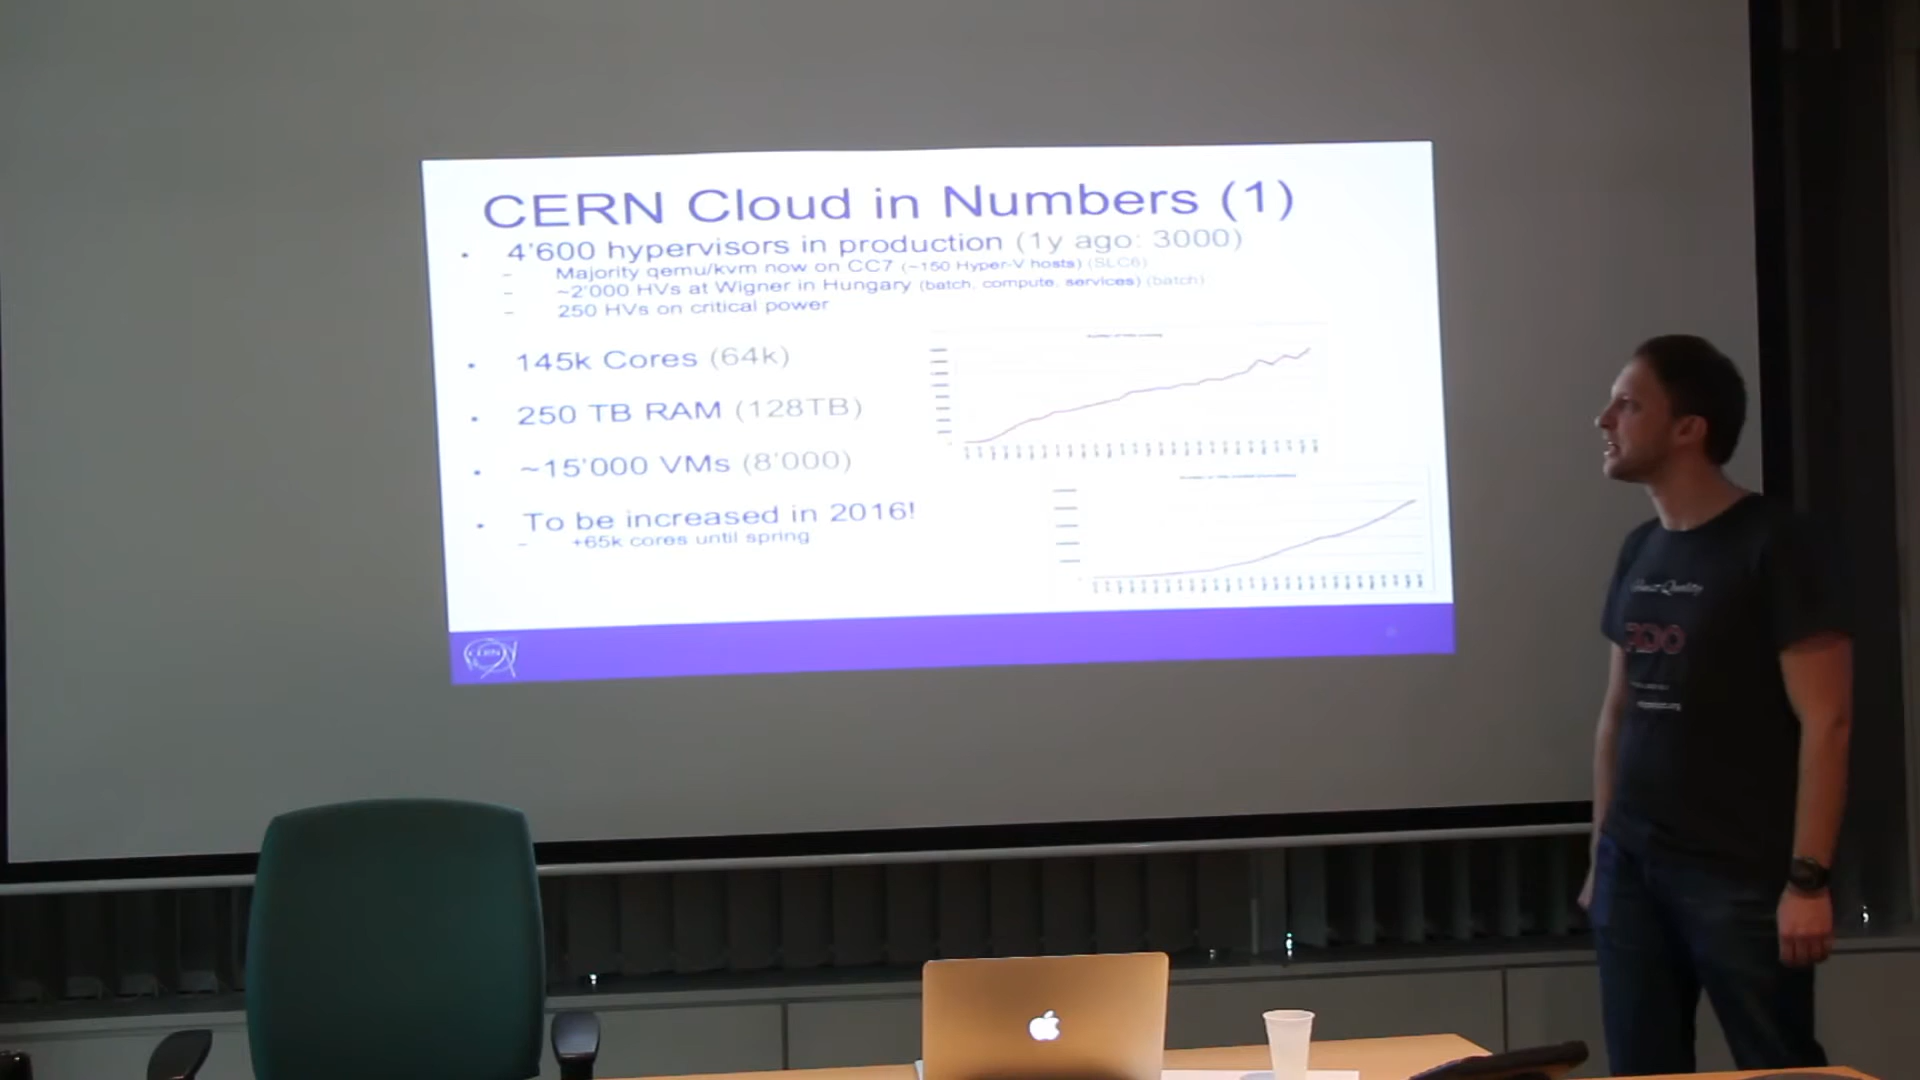 CERN Cloud in Numbers (1)
• 4'600 hypervisors in production (1y ago: 3000)
– Majority qemu/kvm now on CC7 (~150 Hyper-V hosts) (SLC6)
– ~2'000 HVs at Wigner in Hungary (batch, compute, services) (batch)
– 250 HVs on critical power
• 145k Cores (64k)
• 250 TB RAM (128TB)
• ~15'000 VMs (8'000)
• To be increased in 2016!
– +65k cores until spring
CERN
RDO